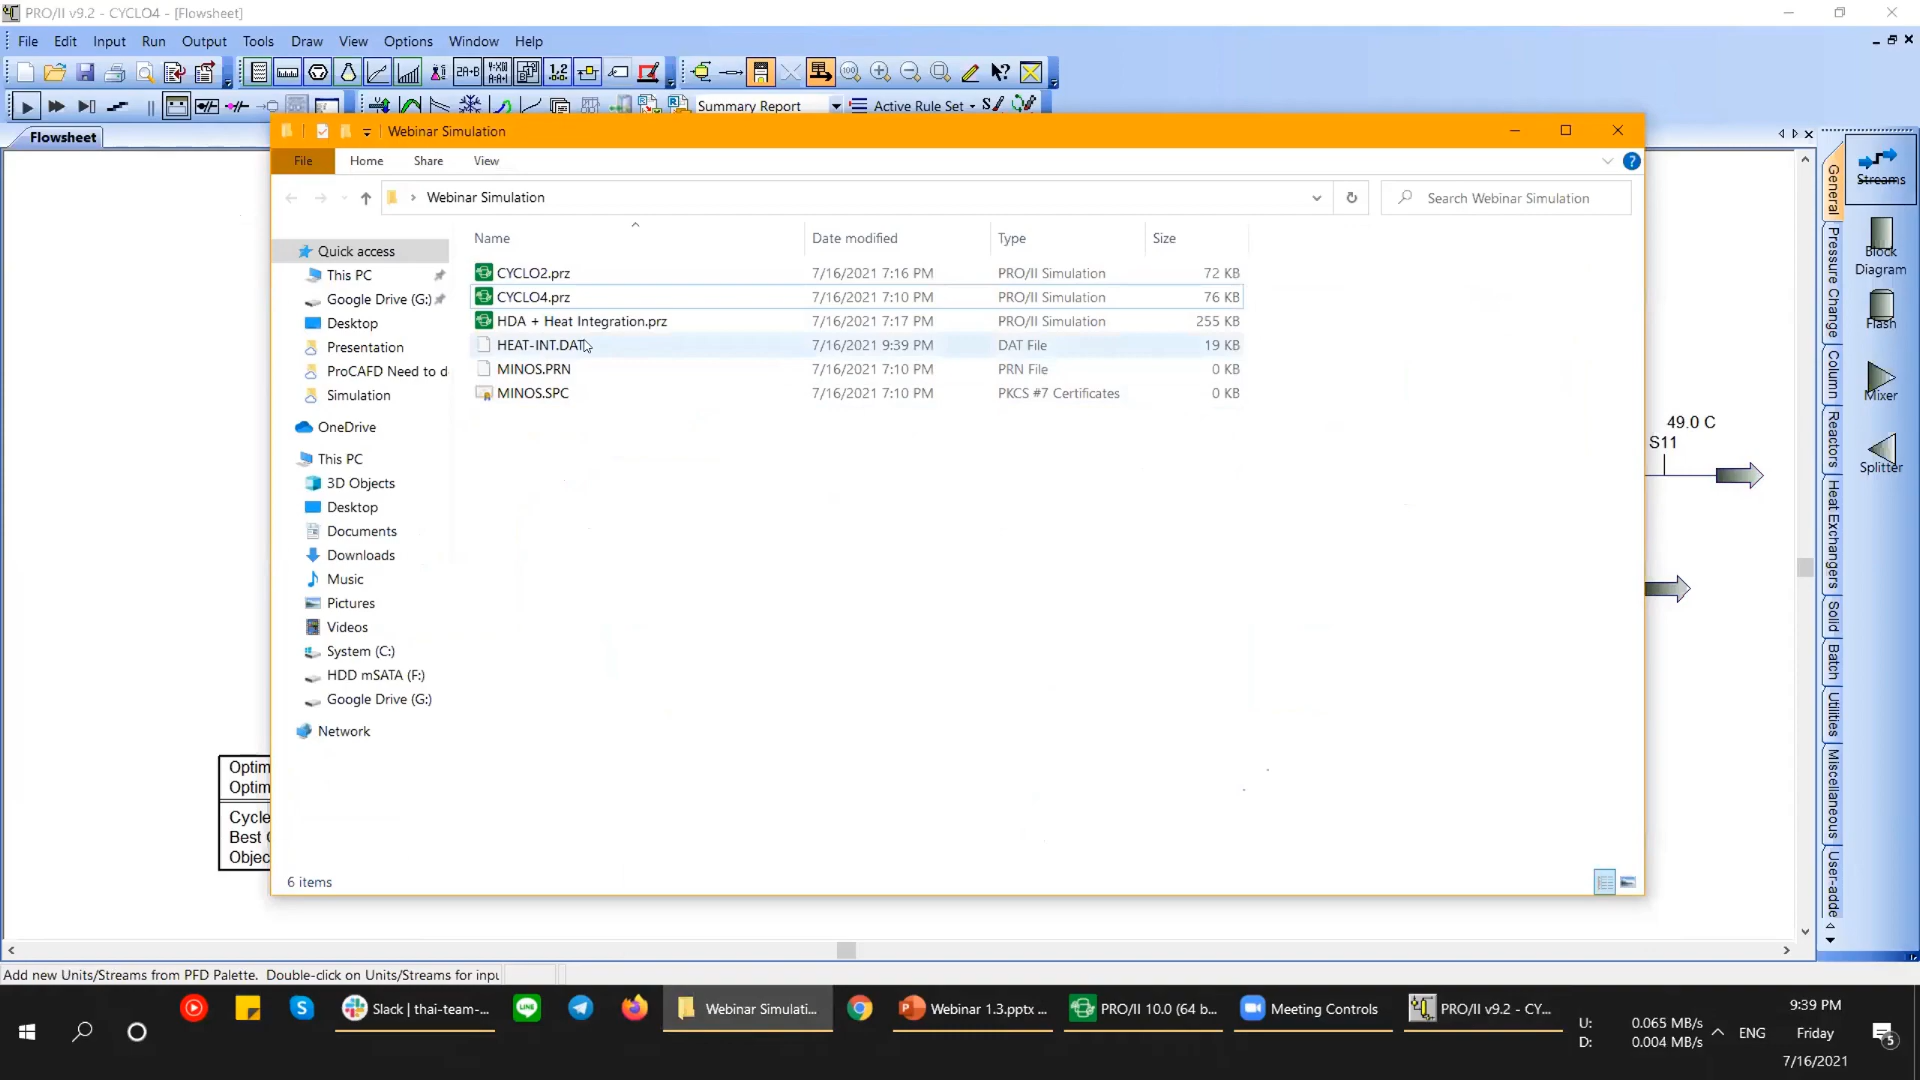 PRO/II v9.2 - CYCLO4 - [Flowsheet]
File Edit Input Run Output Tools Draw View Options Window Help
Summary Report Active Rule Set
Flowsheet
Webinar Simulation
File Home Share View
Webinar Simulation
Search Webinar Simulation
Name Date modified Type Size
CYCLO2.prz 7/16/2021 7:16 PM PRO/II Simulation 72 KB
CYCLO4.prz 7/16/2021 7:10 PM PRO/II Simulation 76 KB
HDA + Heat Integration.prz 7/16/2021 7:17 PM PRO/II Simulation 255 KB
HEAT-INT.DAT 7/16/2021 9:39 PM DAT File 19 KB
MINOS.PRN 7/16/2021 7:10 PM PRN File 0 KB
MINOS.SPC 7/16/2021 7:10 PM PKCS #7 Certificates 0 KB
Quick access
This PC
Google Drive (G:)
Desktop
Presentation
ProCAFD Need to d
Simulation
OneDrive
This PC
3D Objects
Desktop
Documents
Downloads
Music
Pictures
Videos
System (C:)
HDD mSATA (F:)
Google Drive (G:)
Network
6 items
Optim
Optim
Cycle
Best
Objec
49.0 C
S11
General
Pressure Change
Column
Reactors
Heat Exchangers
Solid
Batch
Utilities
Miscellaneous
User-adde
Streams
Block Diagram
Flash
Mixer
Splitter
Add new Units/Streams from PFD Palette. Double-click on Units/Streams for inpu
Slack | thai-team-...
Webinar Simulati...
Webinar 1.3.pptx ...
PRO/II 10.0 (64 b...
Meeting Controls
PRO/II v9.2 - CY...
U: 0.065 MB/s
D: 0.004 MB/s
ENG
9:39 PM
Friday
7/16/2021
5